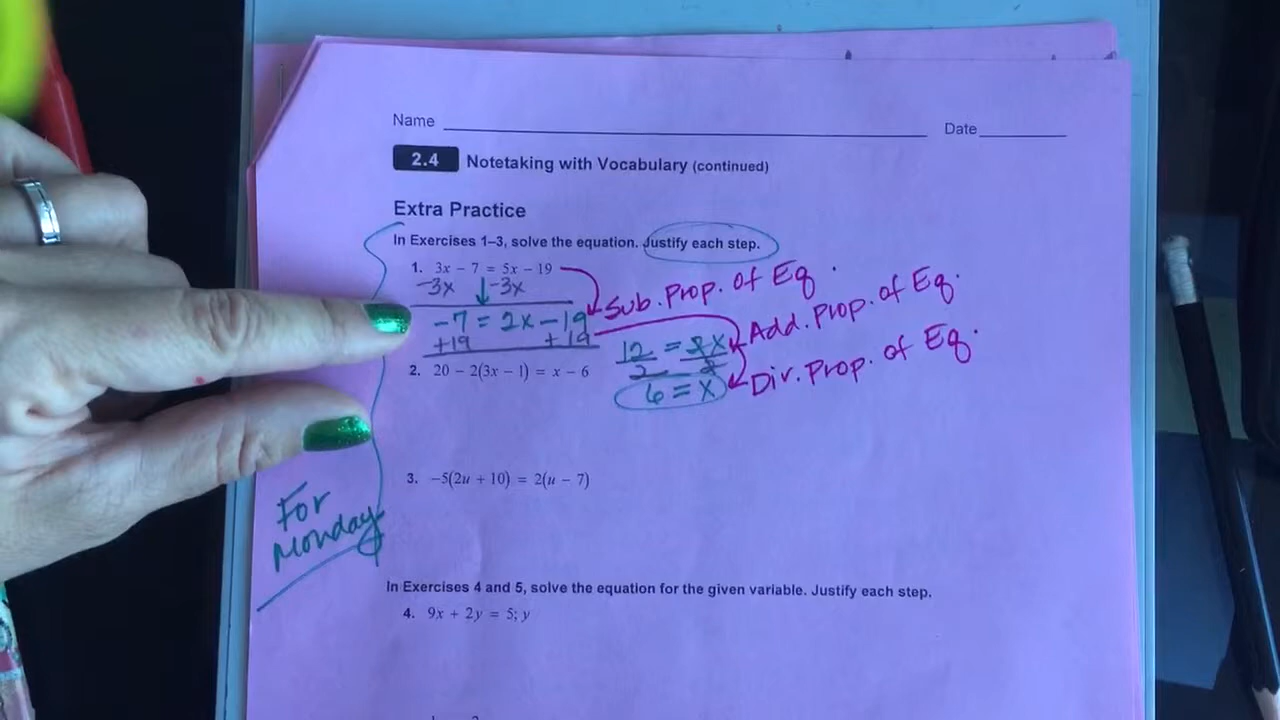 Name Date
2.4 Notetaking with Vocabulary (continued)
Extra Practice
In Exercises 1–3, solve the equation. Justify each step.
1. 3x − 7 = 5x − 19
−3x −3x
−7 = 2x − 19
+19 +19
Sub. Prop. of Eq.
12 = 2x
2 2
6 = x
Add. Prop. of Eq.
Div. Prop. of Eq.
2. 20 − 2(3x − 1) = x − 6
3. −5(2u + 10) = 2(u − 7)
For
Monday
In Exercises 4 and 5, solve the equation for the given variable. Justify each step.
4. 9x + 2y = 5; y